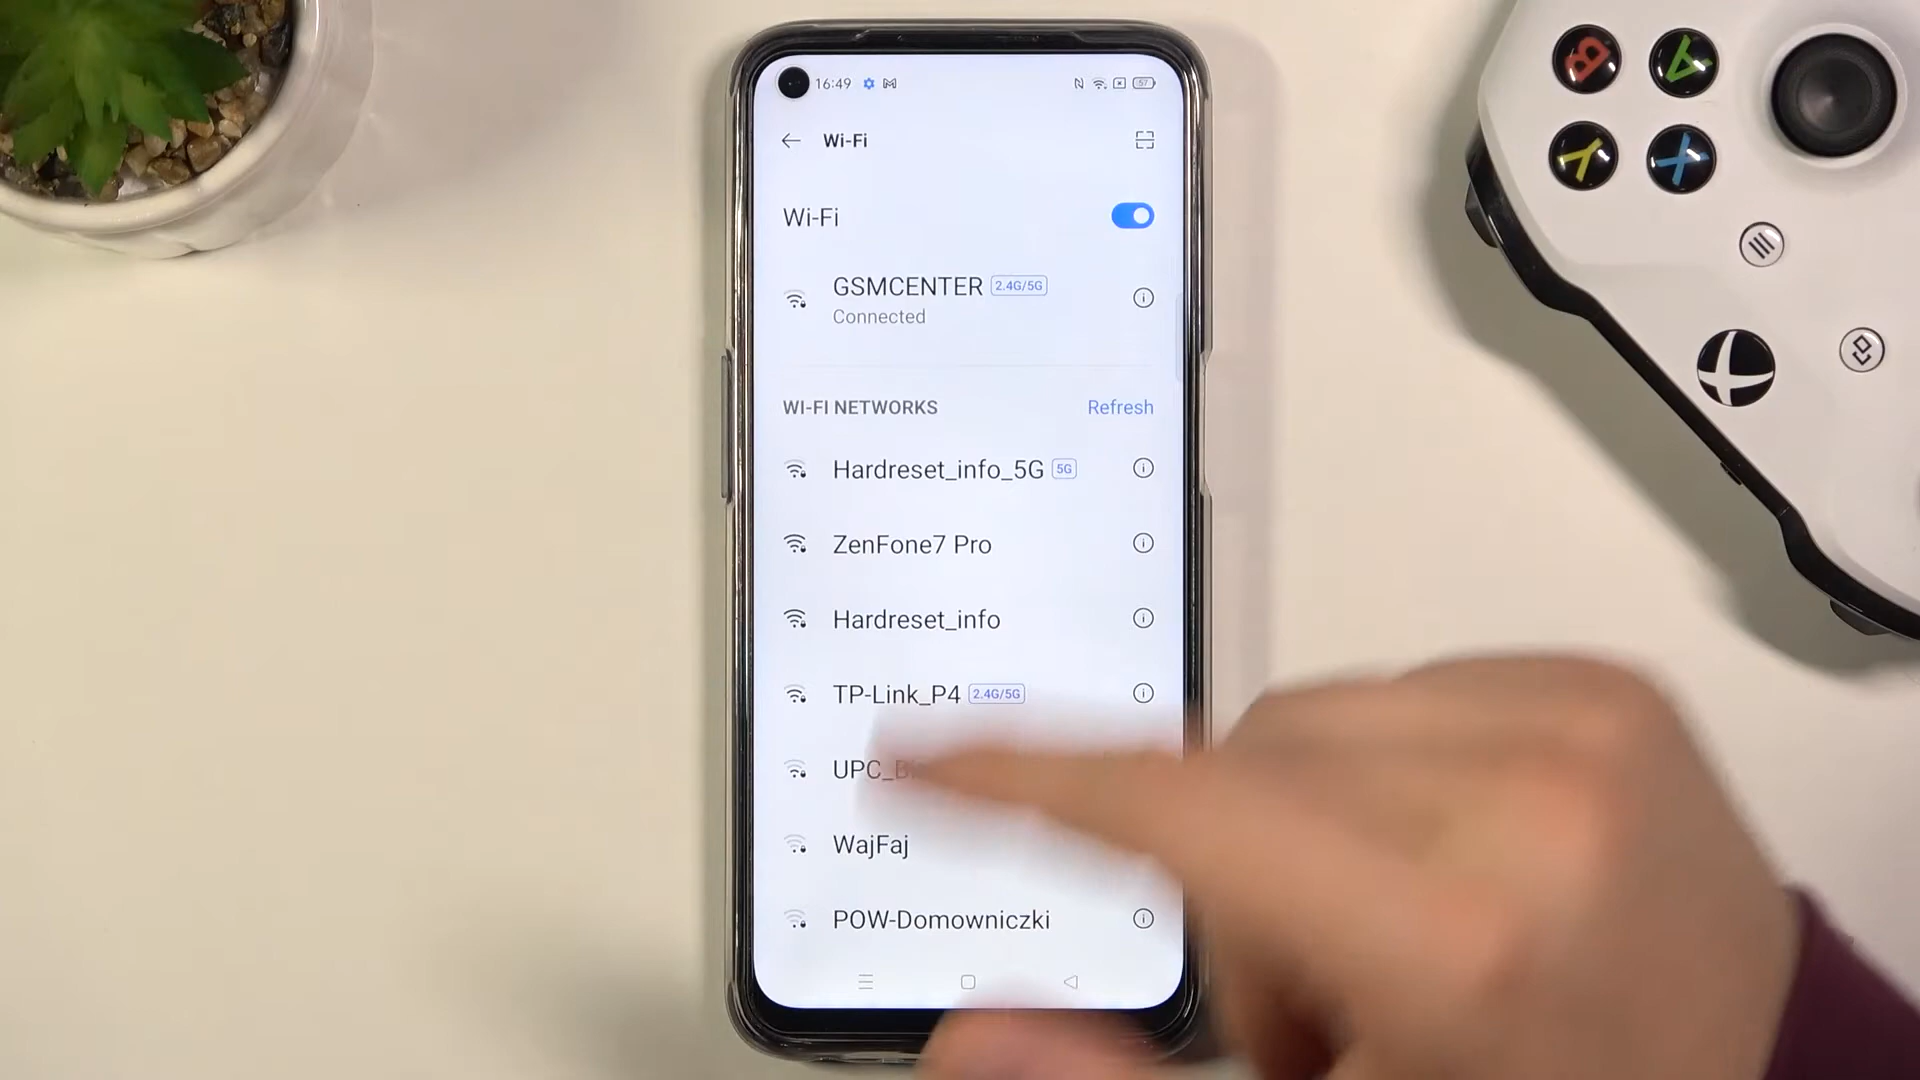 16:49 57
Wi-Fi
Wi-Fi
GSMCENTER 2.4G/5G
Connected
WI-FI NETWORKS Refresh
Hardreset_info_5G 5G
ZenFone7 Pro
Hardreset_info
TP-Link_P4 2.4G/5G
WajFaj
POW-Domowniczki
B A
Y X